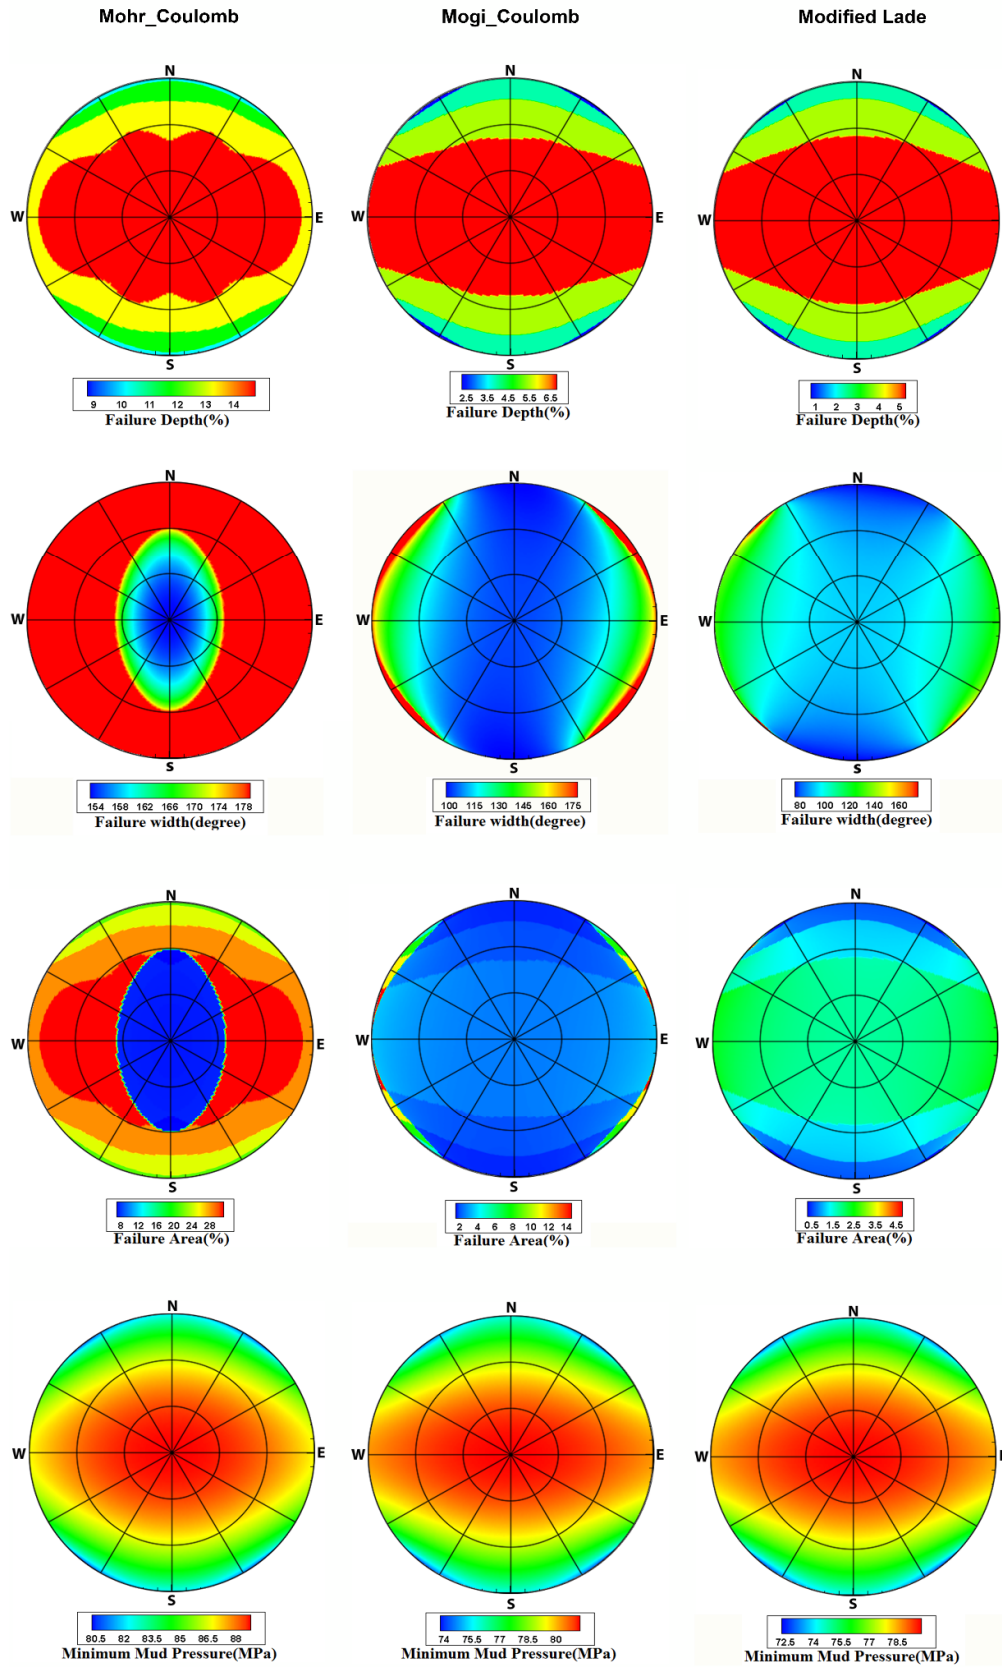 Mohr_Coulomb Mogi_Coulomb Modified Lade
N N N
W E W E W E
S S S
9 10 11 12 13 14
Failure Depth(%)
2.5 3.5 4.5 5.5 6.5
Failure Depth(%)
1 2 3 4 5
Failure Depth(%)
N N N
W E W E W E
S S S
154 158 162 166 170 174 178
Failure width(degree)
100 115 130 145 160 175
Failure width(degree)
80 100 120 140 160
Failure width(degree)
N N N
W E W E W E
S S S
8 12 16 20 24 28
Failure Area(%)
2 4 6 8 10 12 14
Failure Area(%)
0.5 1.5 2.5 3.5 4.5
Failure Area(%)
N N N
W E W E W E
S S S
80.5 82 83.5 85 86.5 88
Minimum Mud Pressure(MPa)
74 75.5 77 78.5 80
Minimum Mud Pressure(MPa)
72.5 74 75.5 77 78.5
Minimum Mud Pressure(MPa)